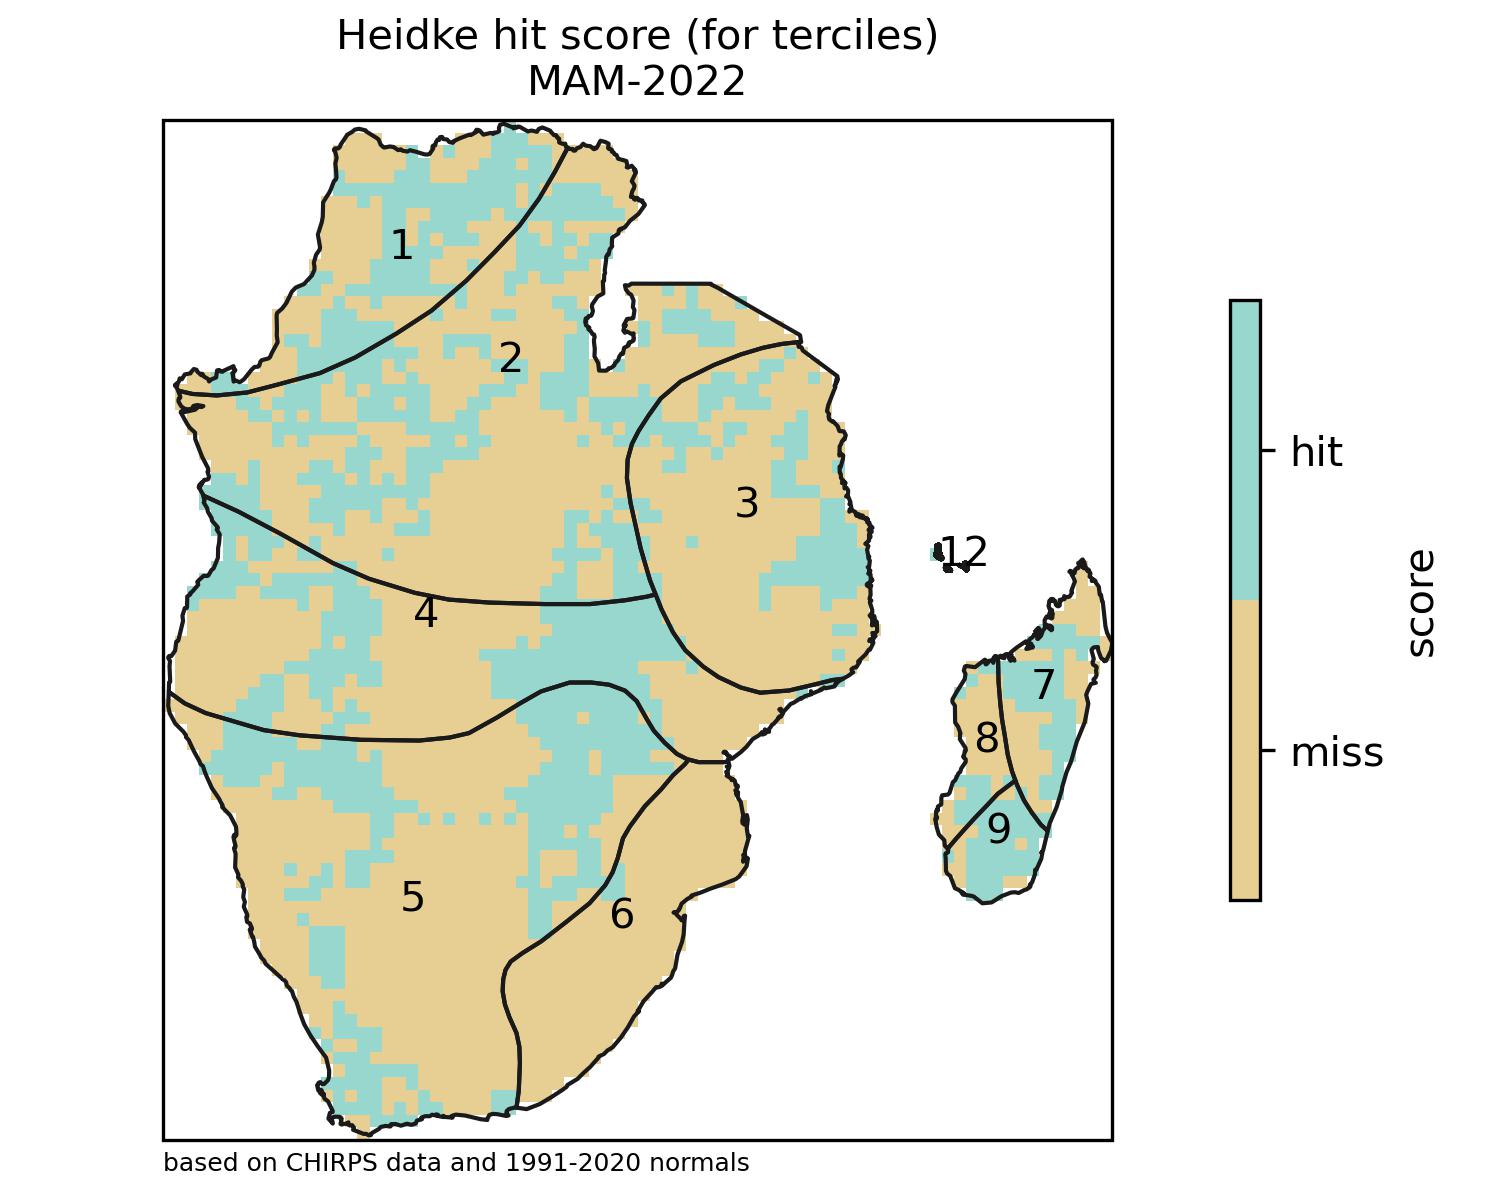 Heidke hit score (for terciles)
MAM-2022
1
2
3
4
5
6
7
8
9
12
hit
miss
score
based on CHIRPS data and 1991-2020 normals